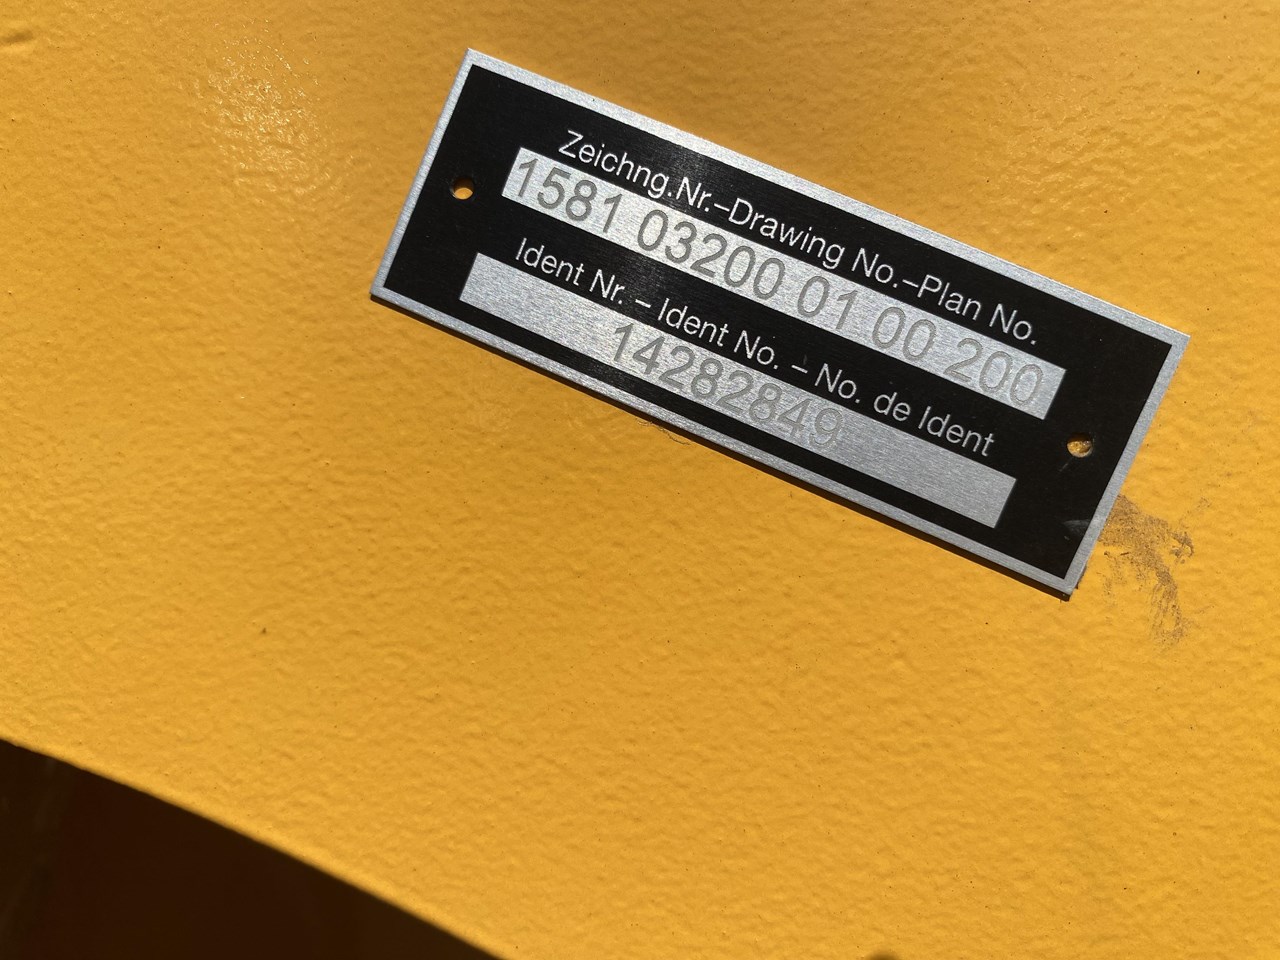 Zeichng.Nr.–Drawing No.–Plan No.
1581 03200 01 00 200
Ident Nr. – Ident No. – No. de Ident
14282849